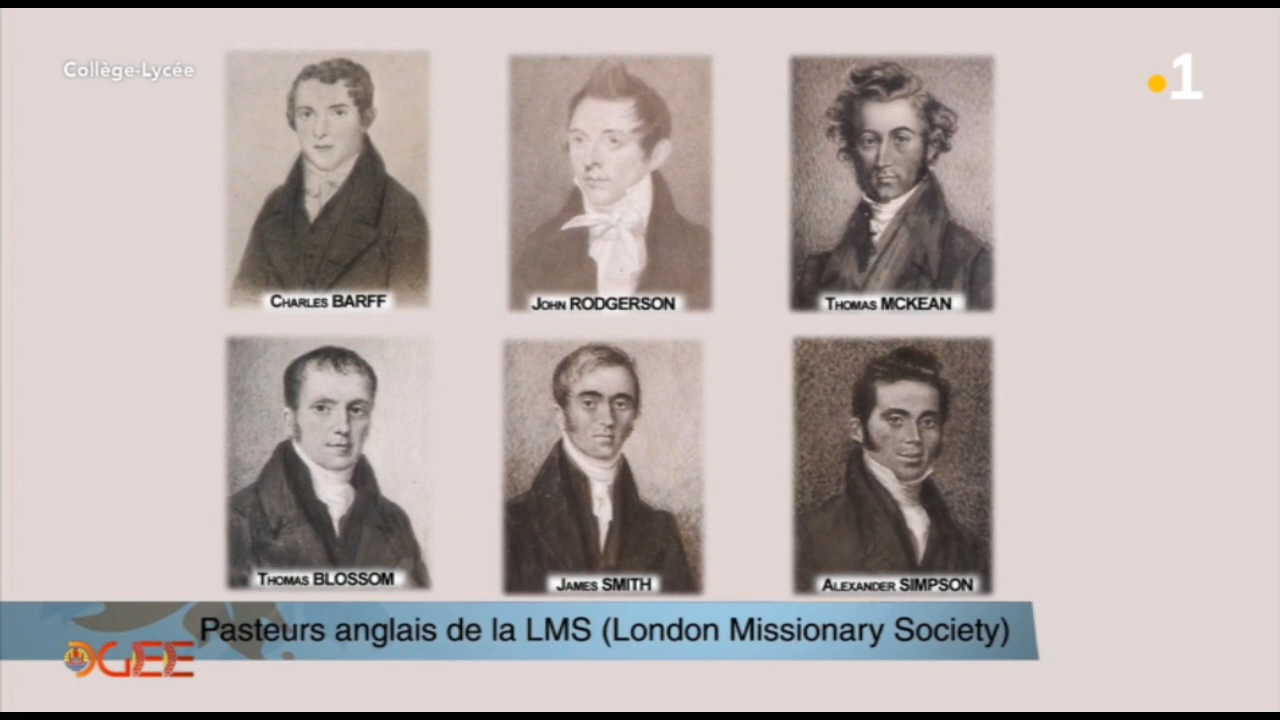 Collège-Lycée
1
CHARLES BARFF
JOHN RODGERSON
THOMAS MCKEAN
THOMAS BLOSSOM
JAMES SMITH
ALEXANDER SIMPSON
Pasteurs anglais de la LMS (London Missionary Society)
DGEE